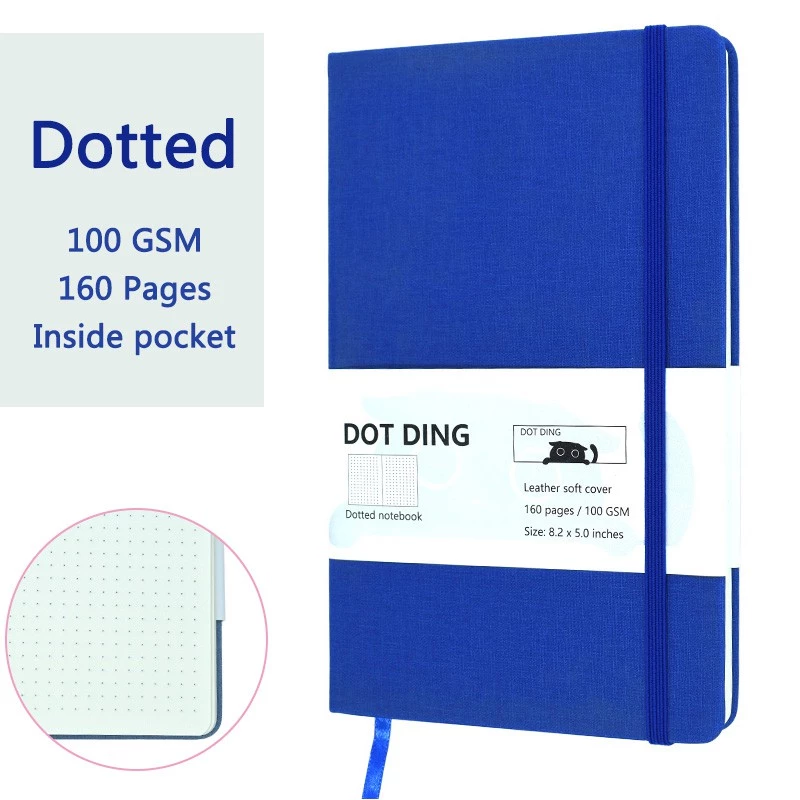 Dotted
100 GSM
160 Pages
Inside pocket
DOT DING
Dotted notebook
DOT DING
Leather soft cover
160 pages / 100 GSM
Size: 8.2 x 5.0 inches